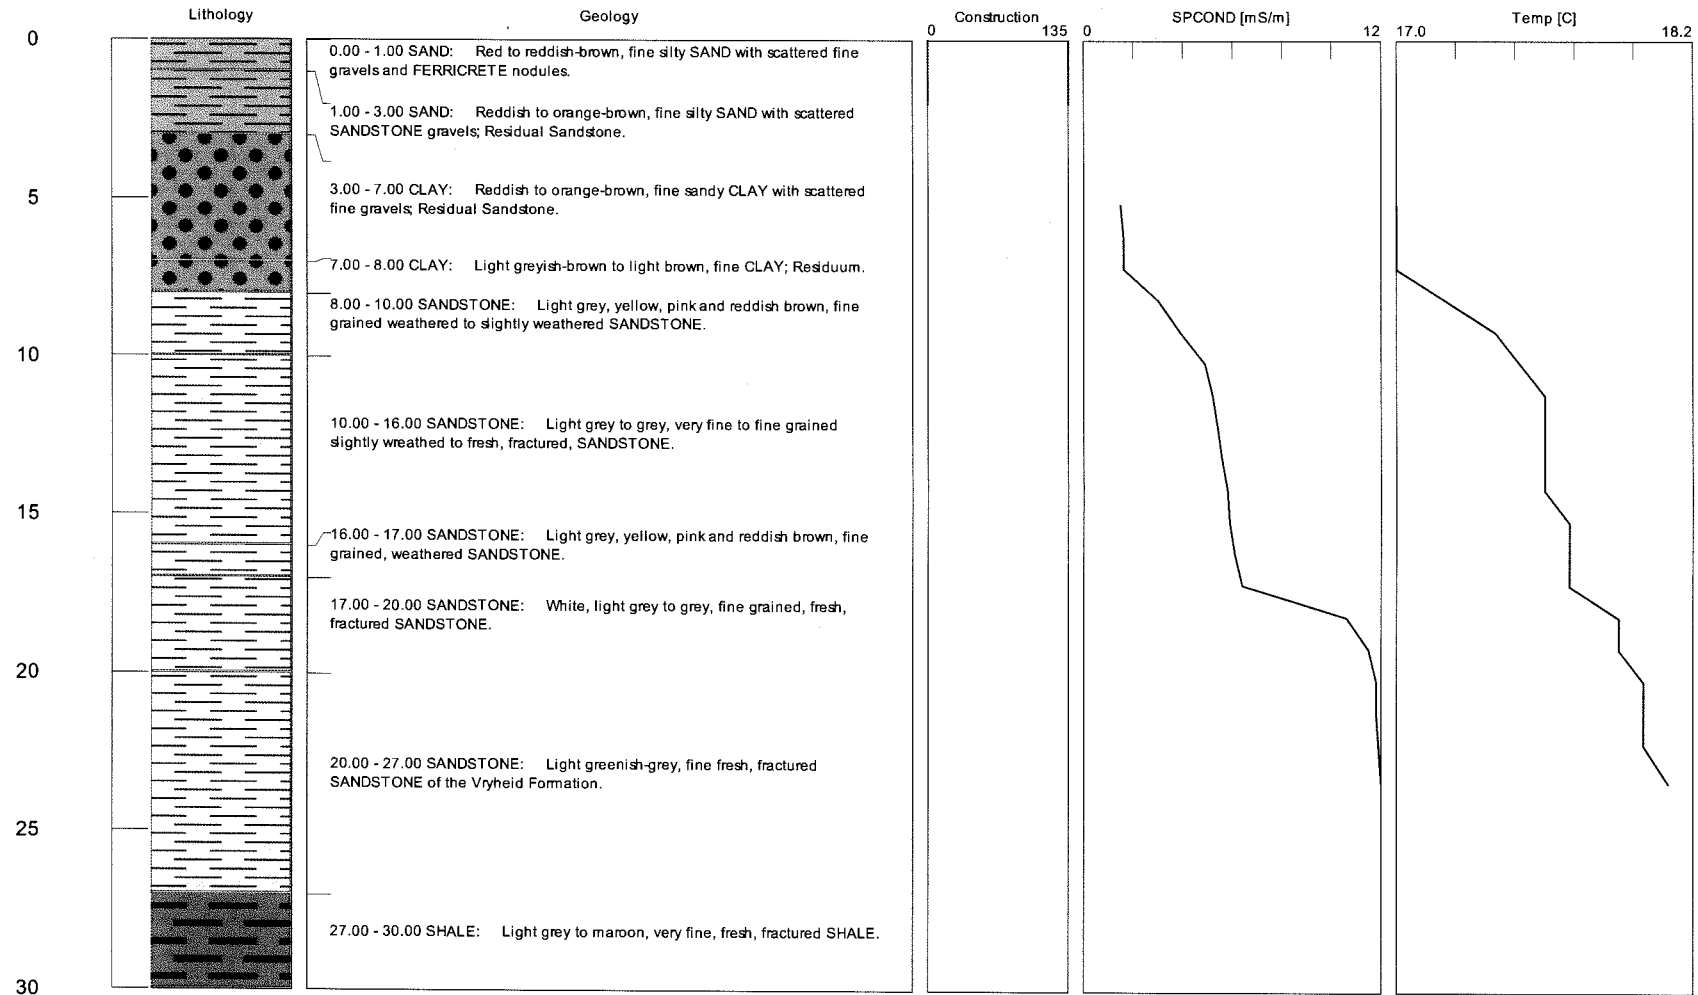 Lithology
Geology
Construction
SPCOND [mS/m]
Temp [C]
0 135
0 12
17.0 18.2
0
5
10
15
20
25
30
0.00 - 1.00 SAND: Red to reddish-brown, fine silty SAND with scattered fine
gravels and FERRICRETE nodules.
1.00 - 3.00 SAND: Reddish to orange-brown, fine silty SAND with scattered
SANDSTONE gravels; Residual Sandstone.
3.00 - 7.00 CLAY: Reddish to orange-brown, fine sandy CLAY with scattered
fine gravels; Residual Sandstone.
7.00 - 8.00 CLAY: Light greyish-brown to light brown, fine CLAY; Residuum.
8.00 - 10.00 SANDSTONE: Light grey, yellow, pink and reddish brown, fine
grained weathered to slightly weathered SANDSTONE.
10.00 - 16.00 SANDSTONE: Light grey to grey, very fine to fine grained
slightly wreathed to fresh, fractured, SANDSTONE.
16.00 - 17.00 SANDSTONE: Light grey, yellow, pink and reddish brown, fine
grained, weathered SANDSTONE.
17.00 - 20.00 SANDSTONE: White, light grey to grey, fine grained, fresh,
fractured SANDSTONE.
20.00 - 27.00 SANDSTONE: Light greenish-grey, fine fresh, fractured
SANDSTONE of the Vryheid Formation.
27.00 - 30.00 SHALE: Light grey to maroon, very fine, fresh, fractured SHALE.